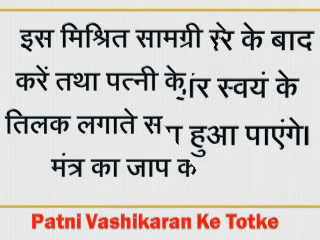 इस मिश्रित सामग्री
करें तथा पत्नी के
तिलक लगाते स
मंत्र का जाप क
रे के बाद
र स्वयं के
हुआ पाएंगे।
Patni Vashikaran Ke Totke